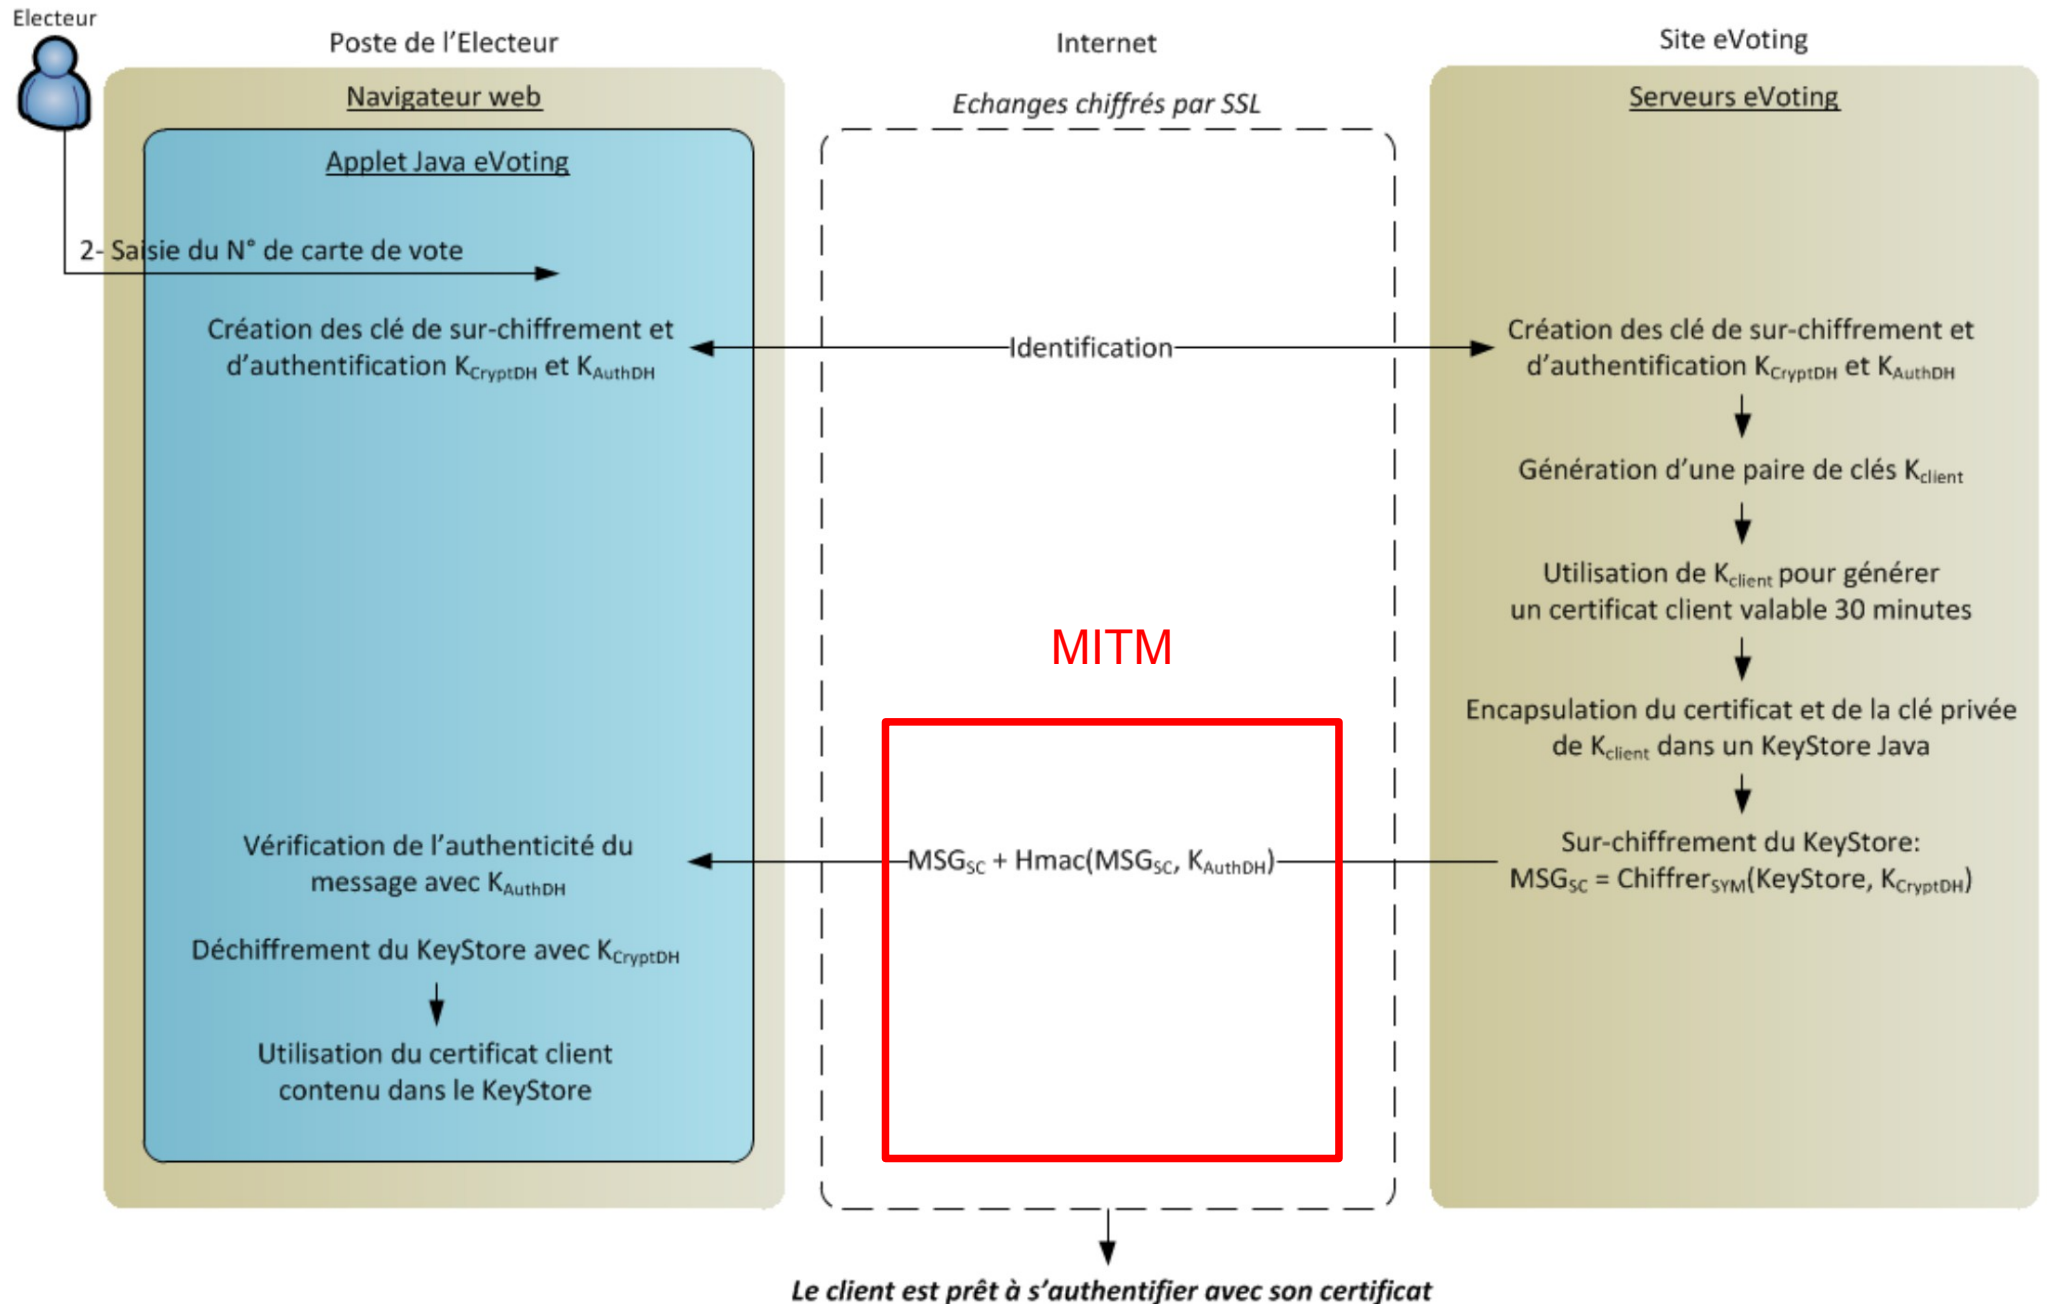 Electeur
Poste de l'Electeur
Internet
Site eVoting
Navigateur web
Echanges chiffrés par SSL
Serveurs eVoting
Applet Java eVoting
2- Saisie du N° de carte de vote
Création des clé de sur-chiffrement et
d'authentification KCryptDH et KAuthDH
Identification
Création des clé de sur-chiffrement et
d'authentification KCryptDH et KAuthDH
Génération d'une paire de clés Kclient
Utilisation de Kclient pour générer
un certificat client valable 30 minutes
MITM
Encapsulation du certificat et de la clé privée
de Kclient dans un KeyStore Java
Vérification de l'authenticité du
message avec KAuthDH
MSGSC + Hmac(MSGSC, KAuthDH)
Sur-chiffrement du KeyStore:
MSGSC = ChiffrerSYM(KeyStore, KCryptDH)
Déchiffrement du KeyStore avec KCryptDH
Utilisation du certificat client
contenu dans le KeyStore
Le client est prêt à s'authentifier avec son certificat